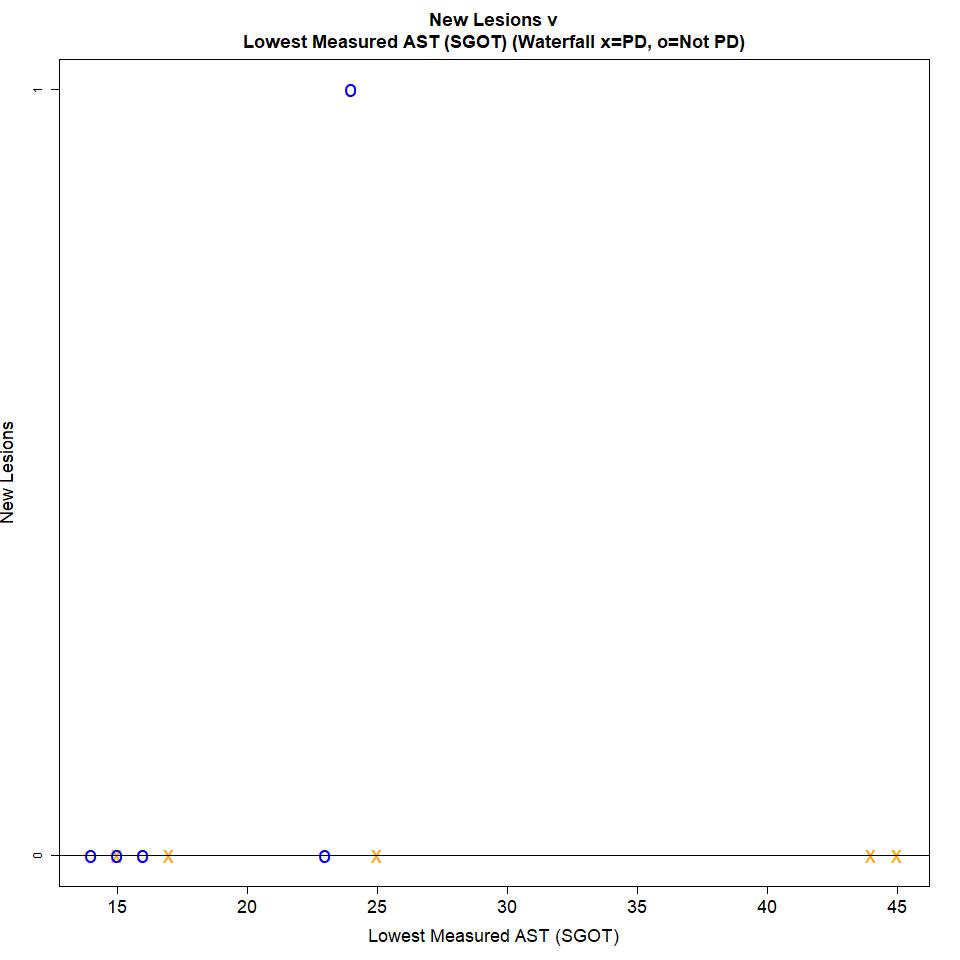 New Lesions v
Lowest Measured AST (SGOT) (Waterfall x=PD, o=Not PD)
1
o
New Lesions
0
o o x o x o x x x
15 20 25 30 35 40 45
Lowest Measured AST (SGOT)